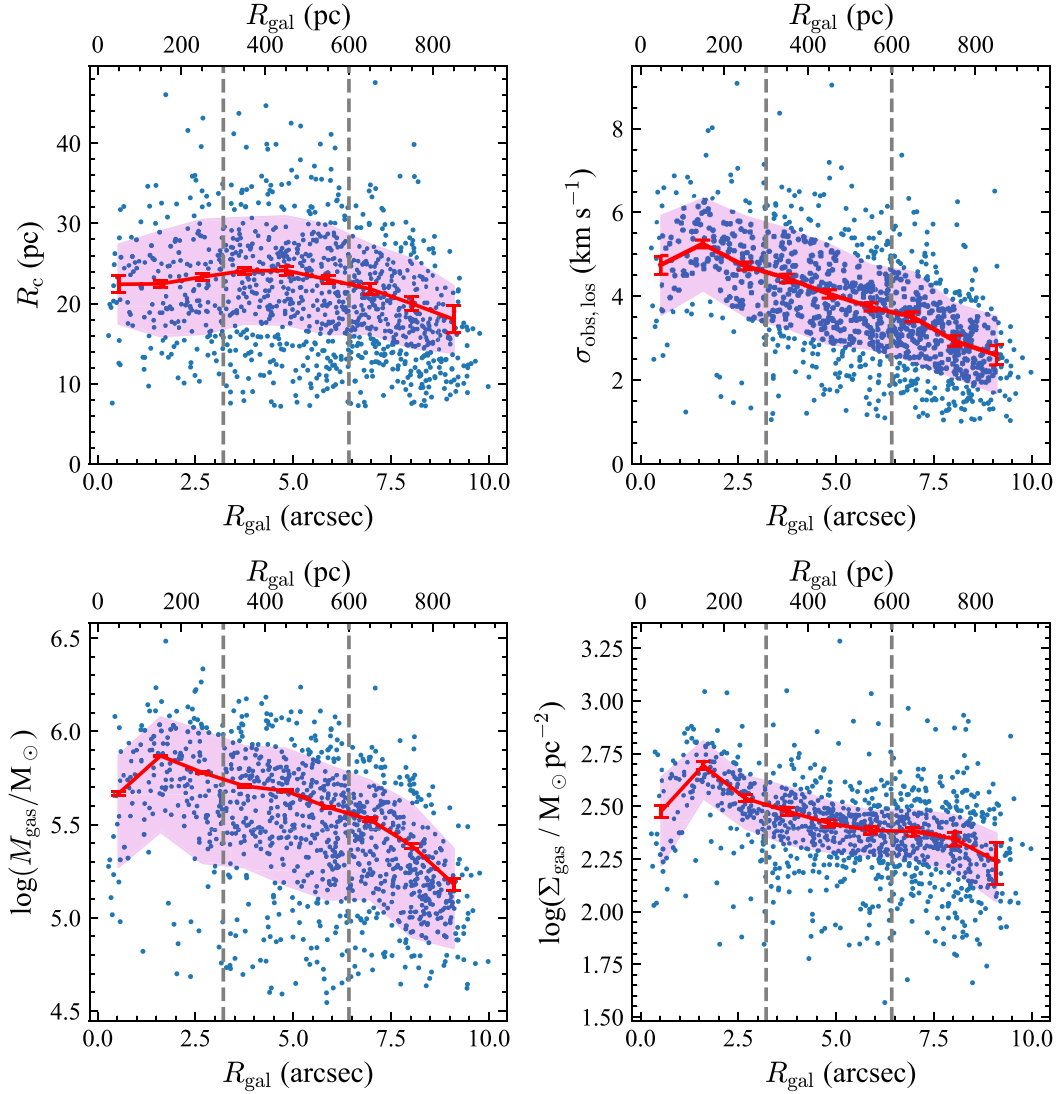 R_gal (pc) R_gal (pc)
0 200 400 600 800 0 200 400 600 800
R_c (pc)
40
30
20
10
0
σ_obs,los (km s⁻¹)
8
6
4
2
0
0.0 2.5 5.0 7.5 10.0 0.0 2.5 5.0 7.5 10.0
R_gal (arcsec) R_gal (arcsec)
R_gal (pc) R_gal (pc)
0 200 400 600 800 0 200 400 600 800
log(M_gas/M⊙)
6.5
6.0
5.5
5.0
4.5
log(Σ_gas / M⊙ pc⁻²)
3.25
3.00
2.75
2.50
2.25
2.00
1.75
1.50
0.0 2.5 5.0 7.5 10.0 0.0 2.5 5.0 7.5 10.0
R_gal (arcsec) R_gal (arcsec)